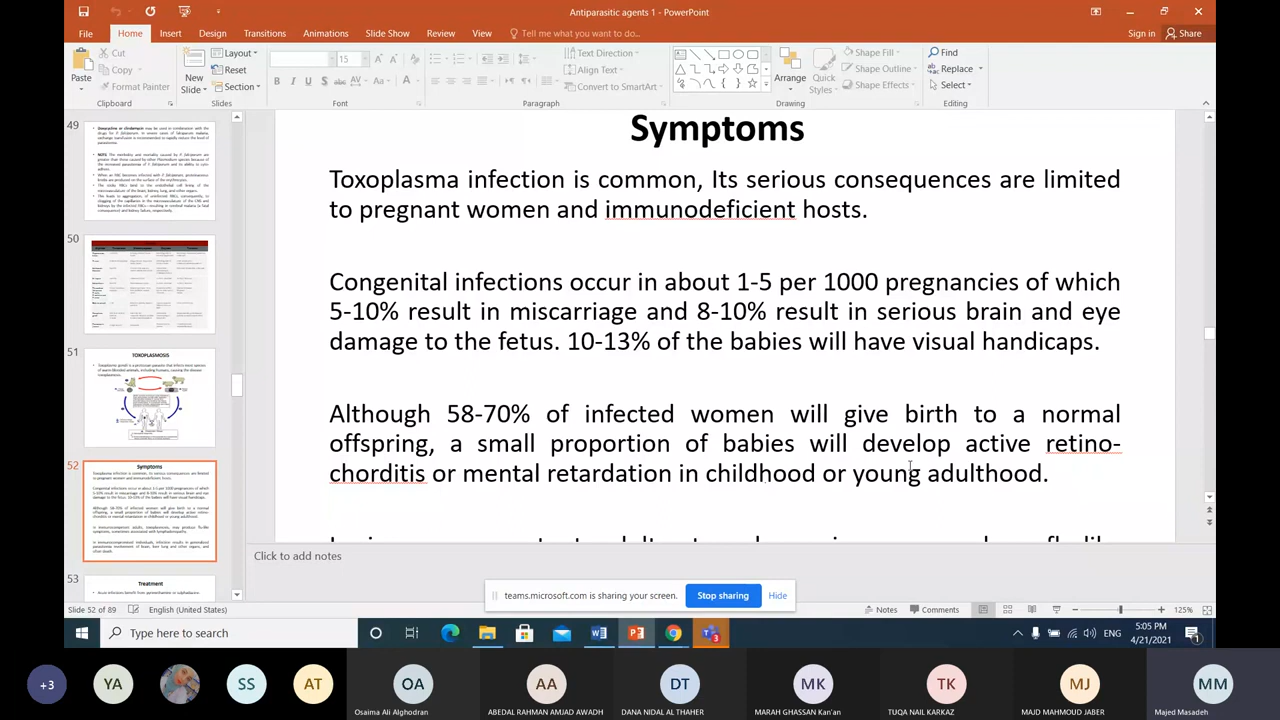 Antiparasitic agents 1 - PowerPoint
File Home Insert Design Transitions Animations Slide Show Review View Tell me what you want to do... Sign in Share
Paste Cut Copy Format Painter
Clipboard
New Slide Layout Reset Section
Slides
15
Font
Text Direction Align Text Convert to SmartArt
Paragraph
Arrange Quick Styles Shape Fill Shape Outline Shape Effects
Drawing
Find Replace Select
Editing
49
50
51
TOXOPLASMOSIS
52
Symptoms
53
Treatment
Symptoms
Toxoplasma infection is common, Its serious consequences are limited
to pregnant women and immunodeficient hosts.
Congenital infections occur in about 1-5 per 1000 pregnancies of which
5-10% result in miscarriage and 8-10% result in serious brain and eye
damage to the fetus. 10-13% of the babies will have visual handicaps.
Although 58-70% of infected women will give birth to a normal
offspring, a small proportion of babies will develop active retino-
chorditis or mental retardation in childhood or young adulthood.
Click to add notes
teams.microsoft.com is sharing your screen. Stop sharing Hide
Slide 52 of 89 English (United States) Notes Comments 125%
Type here to search
ENG
5:05 PM
4/21/2021
3
1
+3 YA SS AT OA AA DT MK TK MJ MM
Osaima Ali Alghodran ABEDAL RAHMAN AMJAD AWADH DANA NIDAL AL THAHER MARAH GHASSAN Kan'an TUQA NAIL KARKAZ MAJD MAHMOUD JABER Majed Masadeh